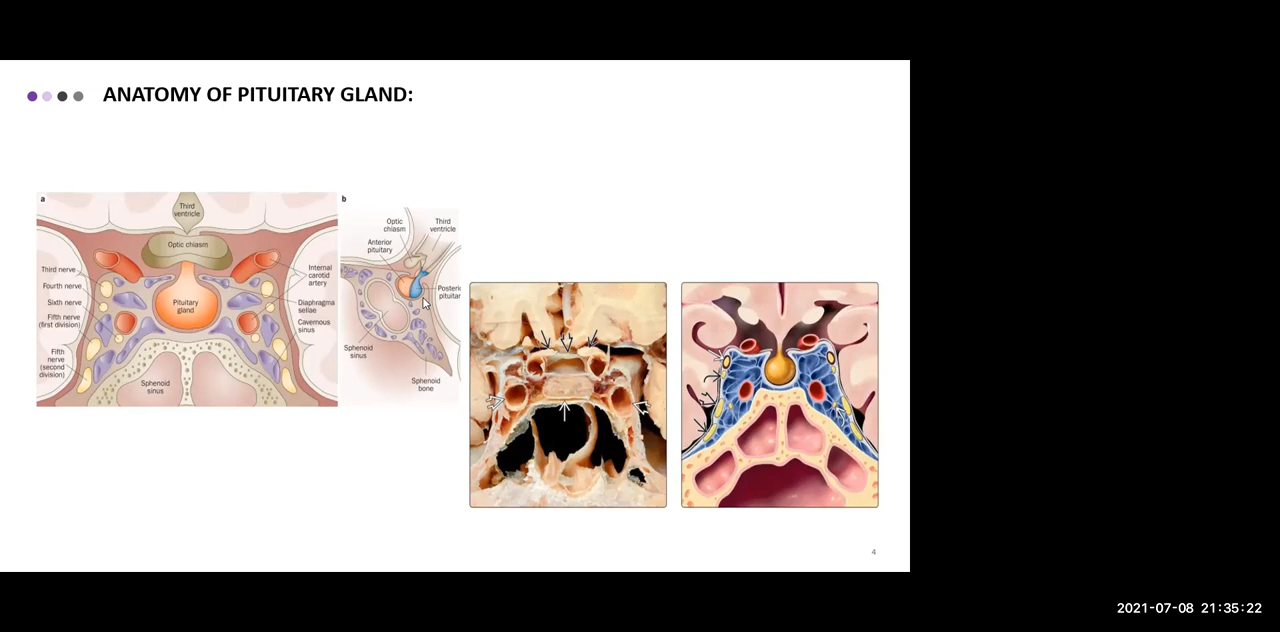 ANATOMY OF PITUITARY GLAND:
a
Third
ventricle
Optic chiasm
Third nerve
Fourth nerve
Sixth nerve
Fifth nerve
(first division)
Fifth
nerve
(second
division)
Pituitary
gland
Internal
carotid
artery
Diaphragma
sellae
Cavernous
sinus
Sphenoid
sinus
b
Optic
chiasm
Third
ventricle
Anterior
pituitary
Posteri
pituitar
Sphenoid
sinus
Sphenoid
bone
4
2021-07-08 21:35:22